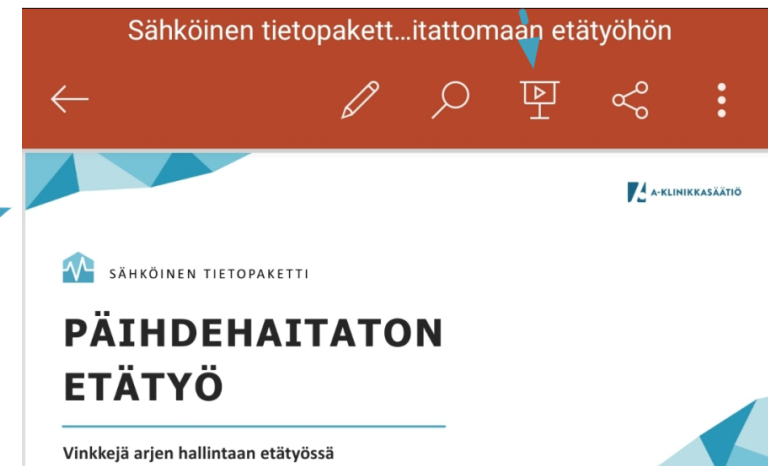 Sähköinen tietopakett...itattomaan etätyöhön
A-KLINIKKASÄÄTIÖ
SÄHKÖINEN TIETOPAKETTI
PÄIHDEHAITATON
ETÄTYÖ
Vinkkejä arjen hallintaan etätyössä